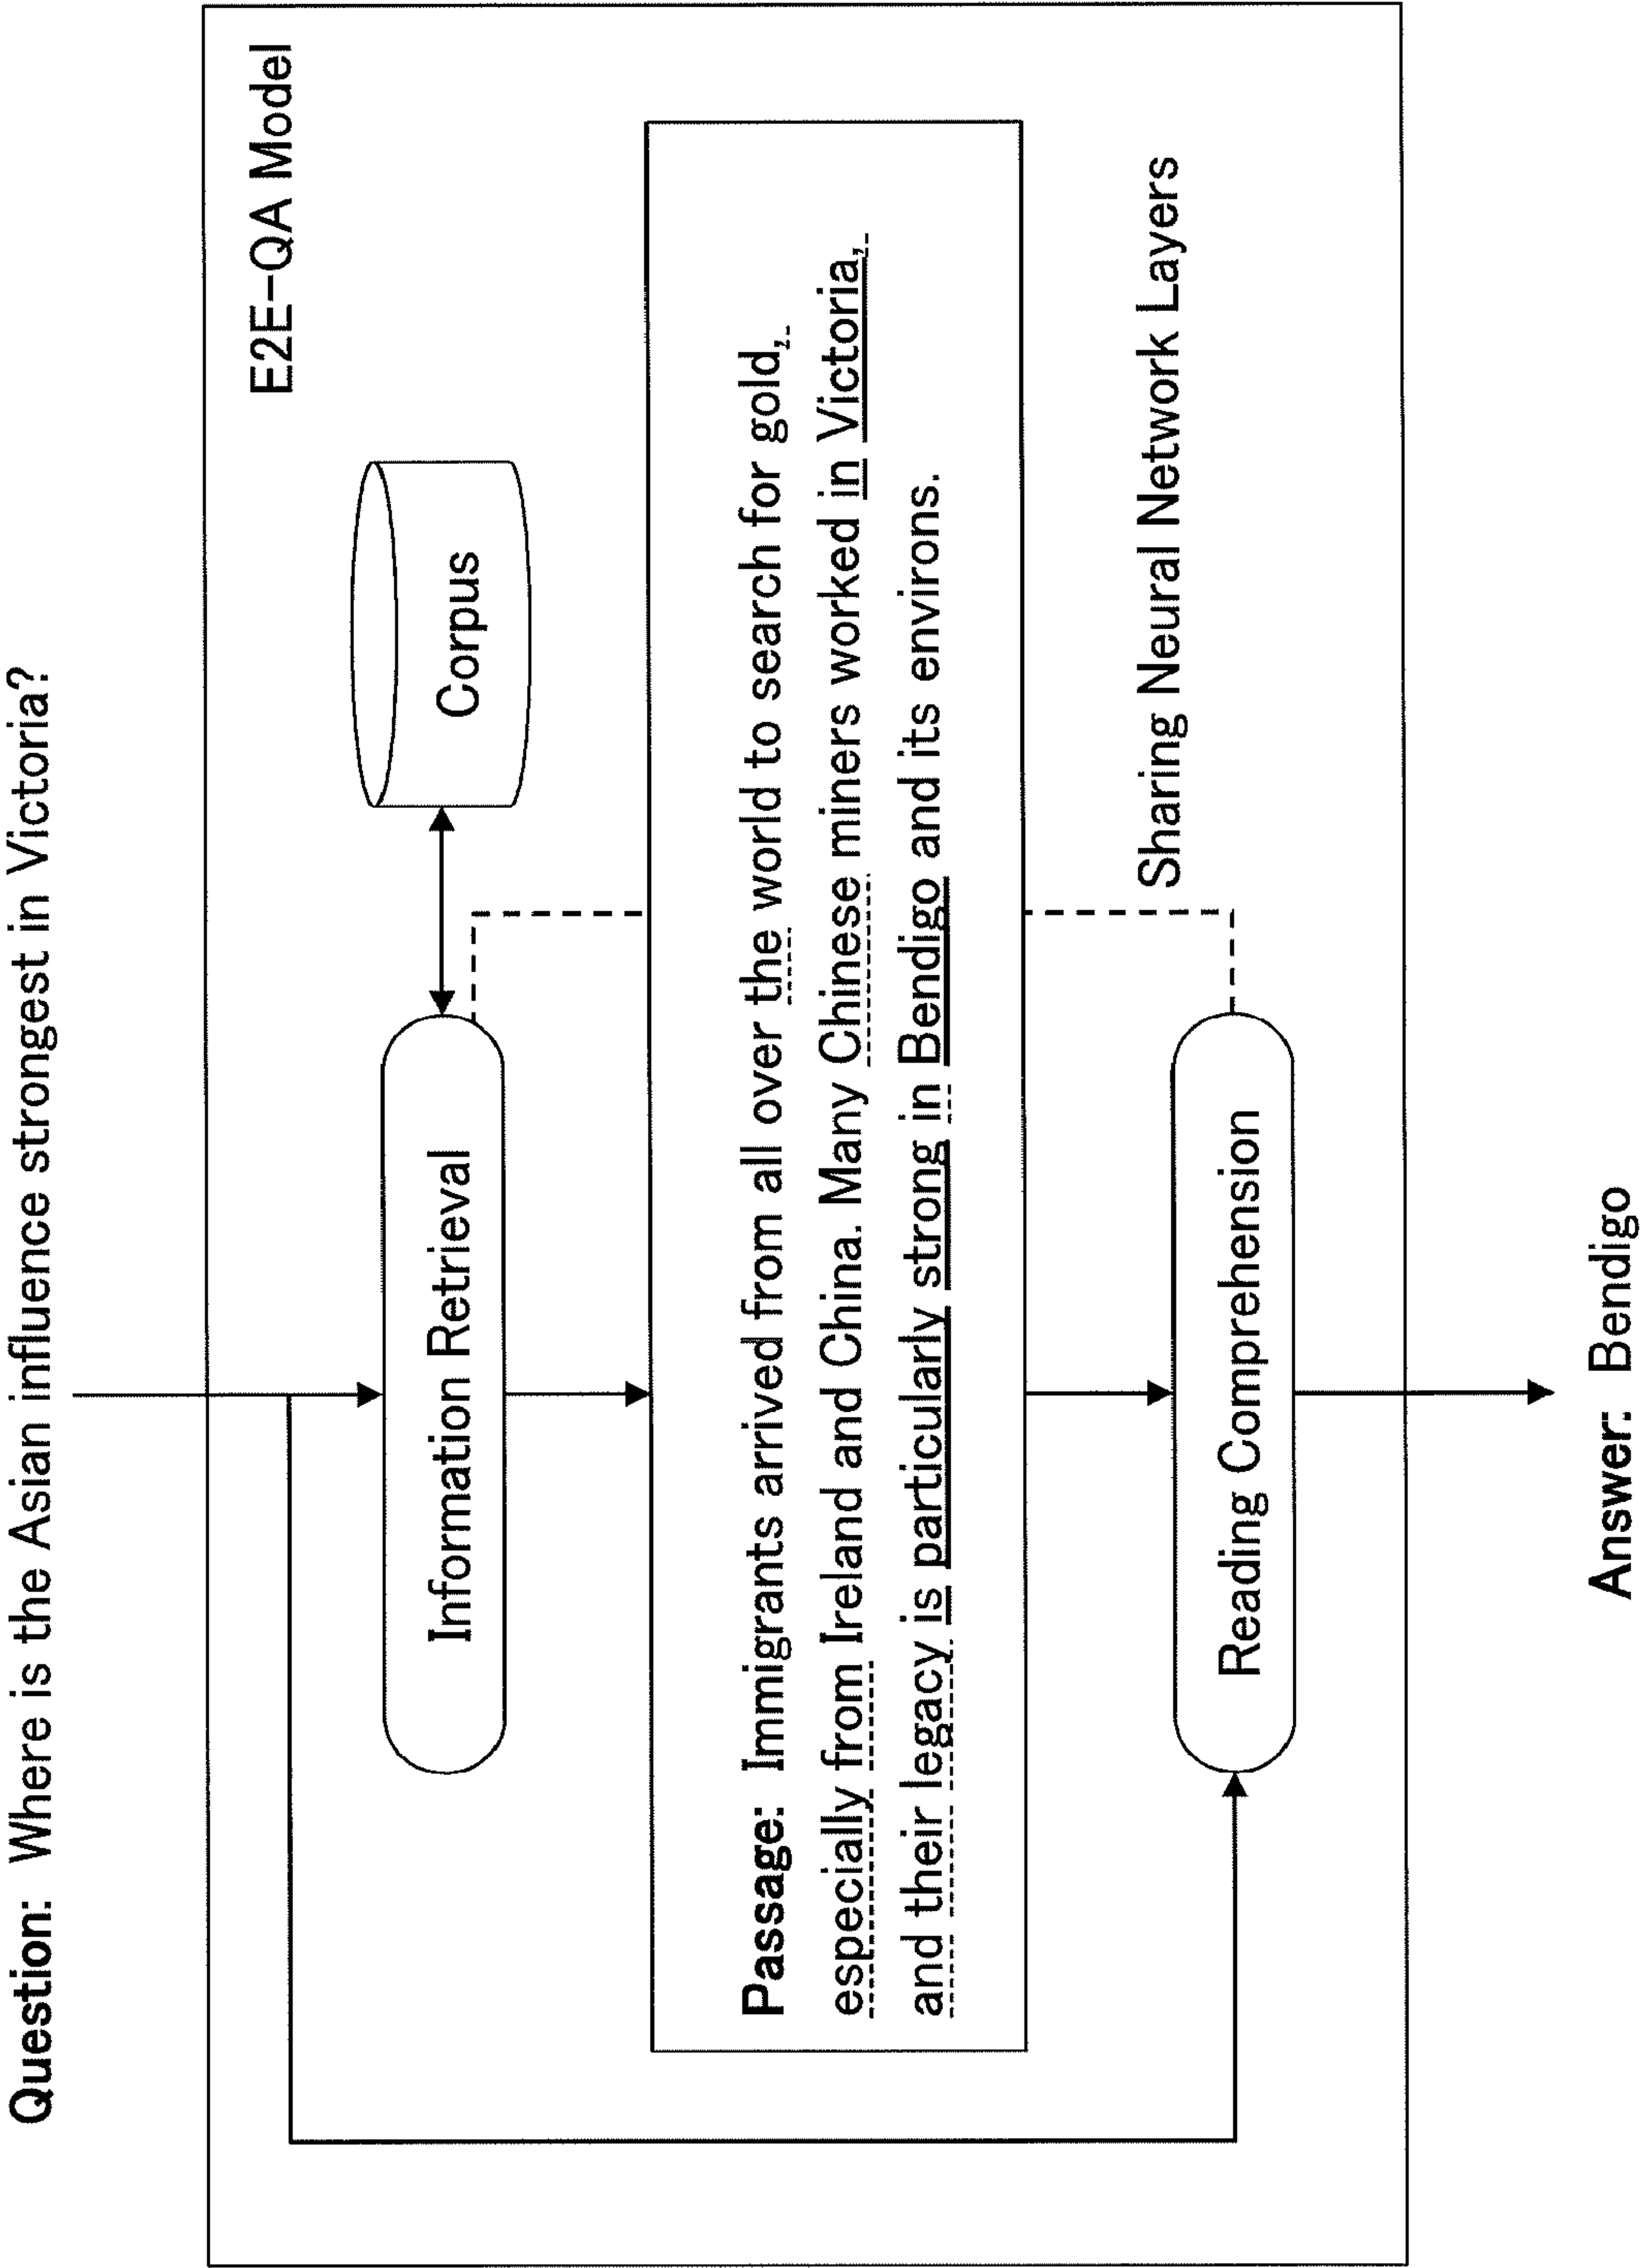 Question: Where is the Asian influence strongest in Victoria?
E2E-QA Model
Information Retrieval
Corpus
Passage: Immigrants arrived from all over the world to search for gold,
especially from Ireland and China. Many Chinese miners worked in Victoria,
and their legacy is particularly strong in Bendigo and its environs.
Sharing Neural Network Layers
Reading Comprehension
Answer: Bendigo